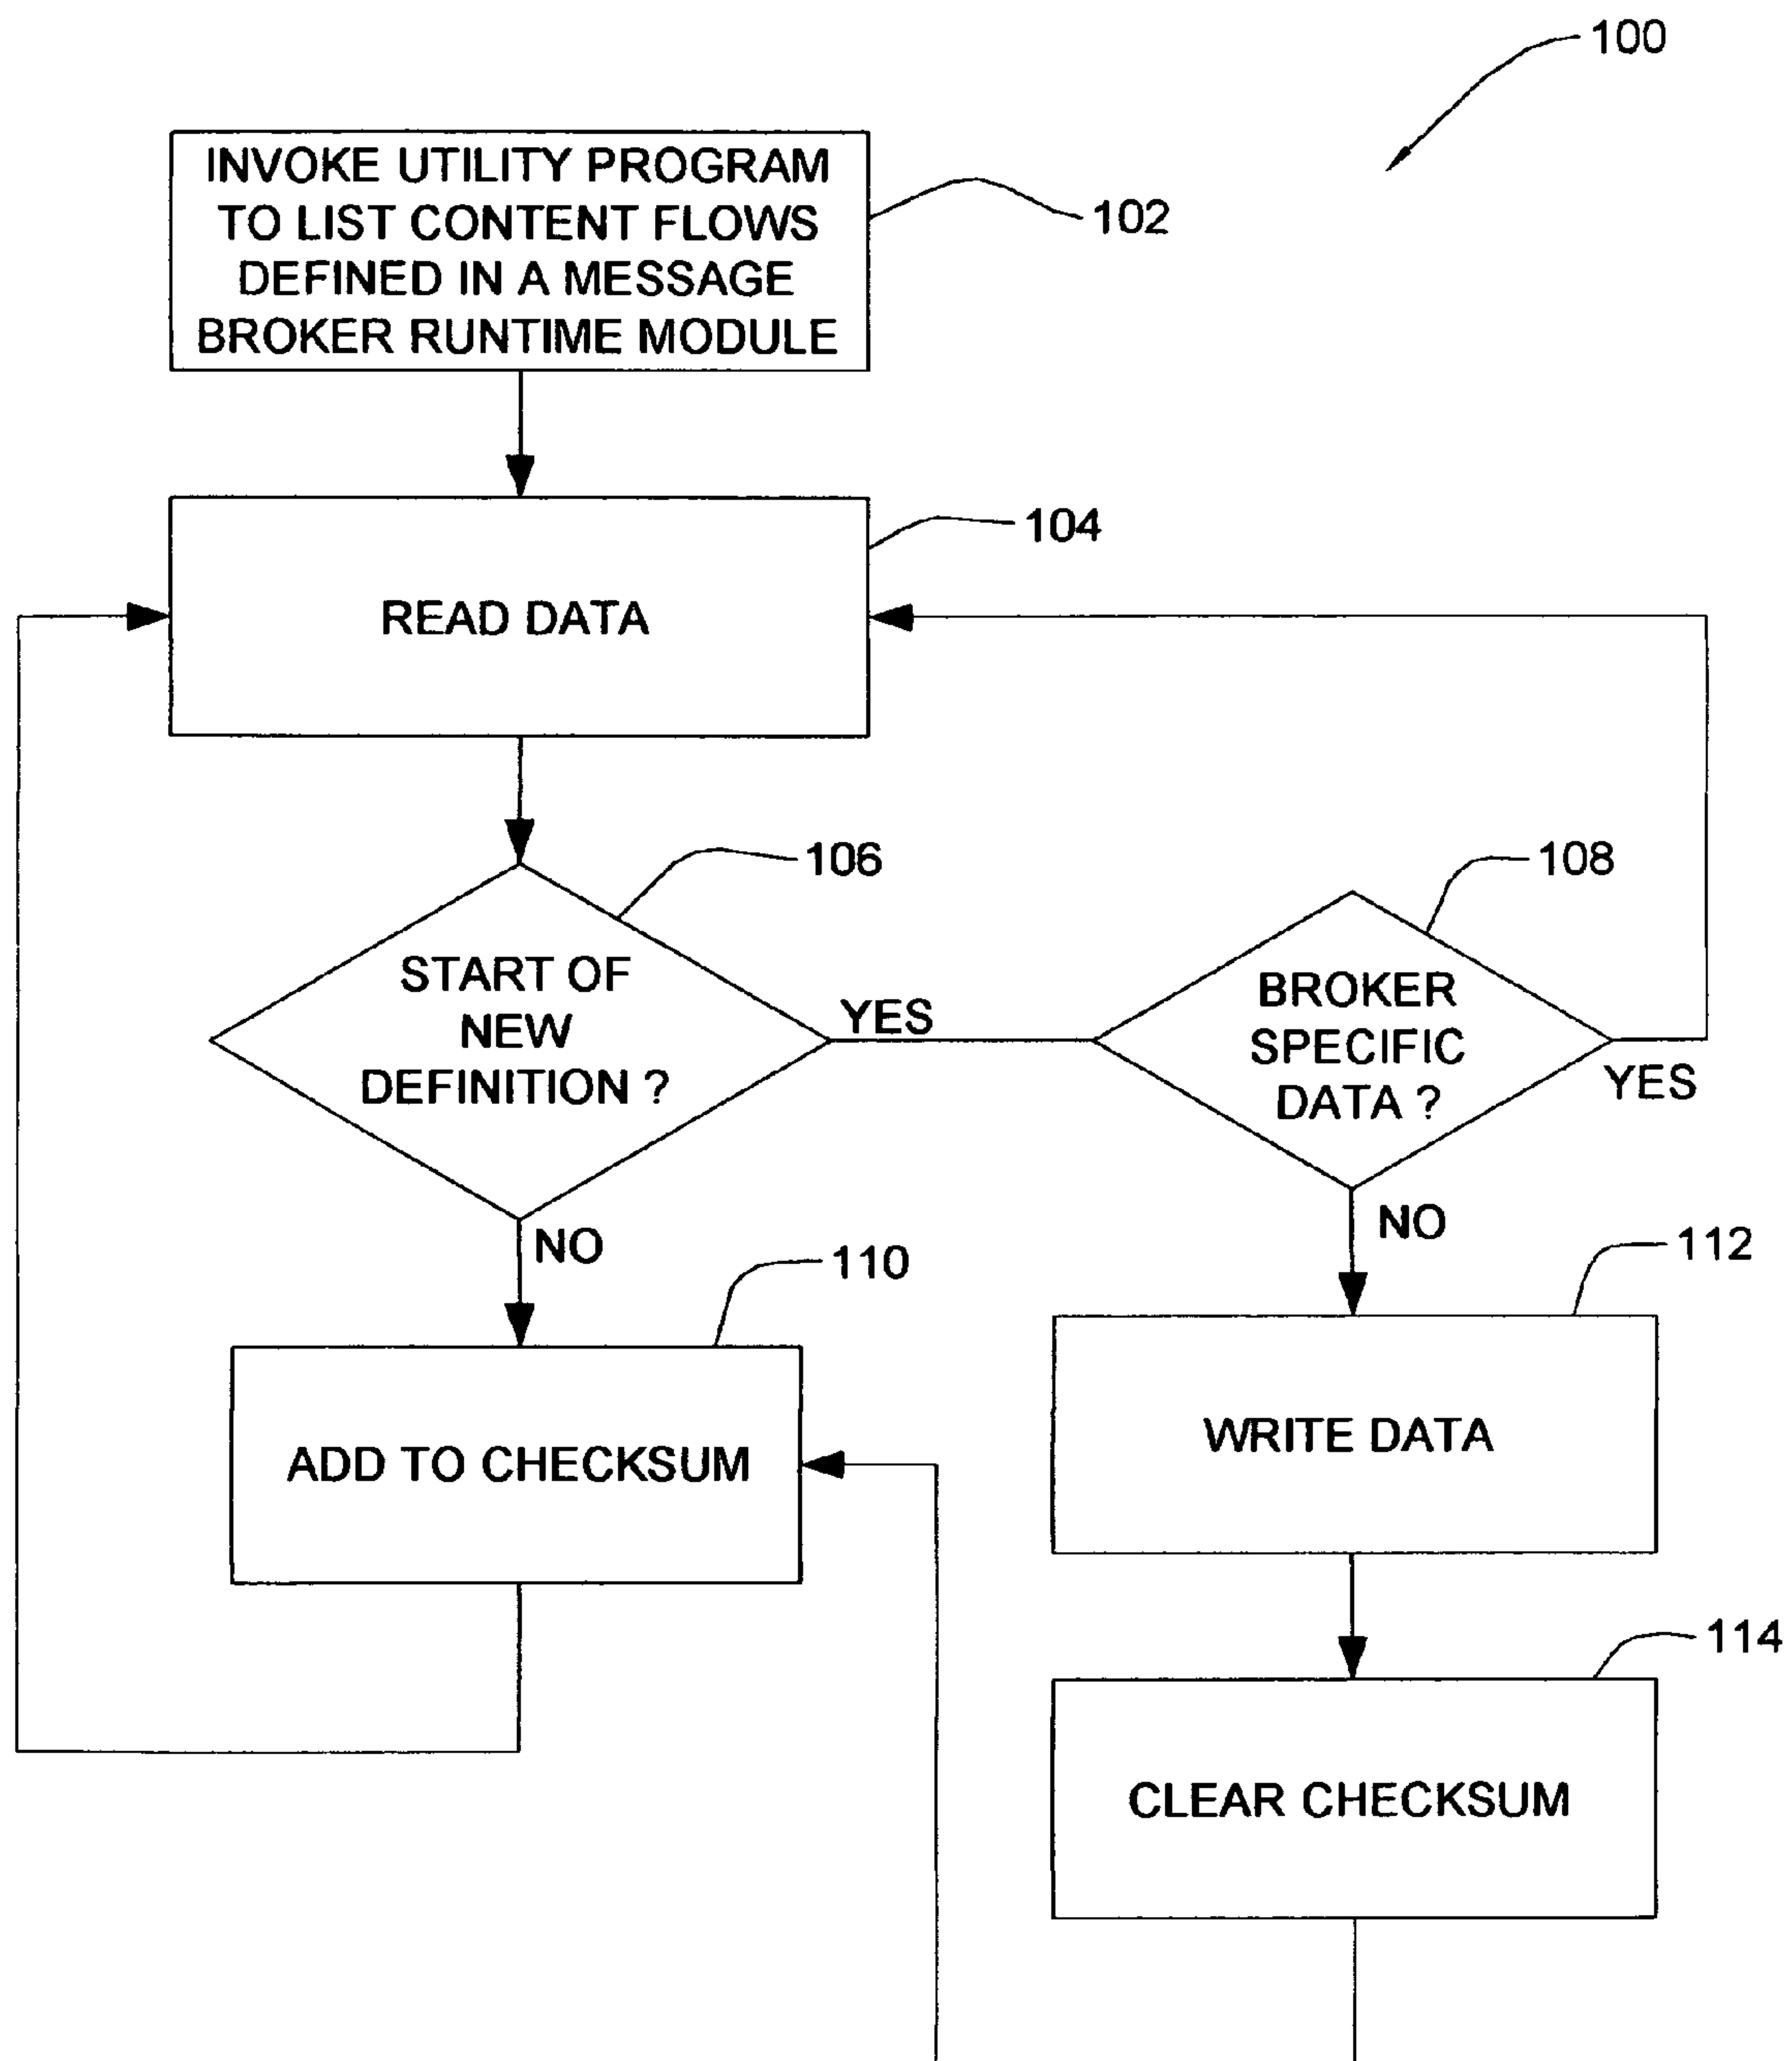 100
INVOKE UTILITY PROGRAM
TO LIST CONTENT FLOWS
DEFINED IN A MESSAGE
BROKER RUNTIME MODULE
102
READ DATA
104
START OF
NEW
DEFINITION ?
106
YES
NO
BROKER
SPECIFIC
DATA ?
108
YES
NO
ADD TO CHECKSUM
110
WRITE DATA
112
CLEAR CHECKSUM
114